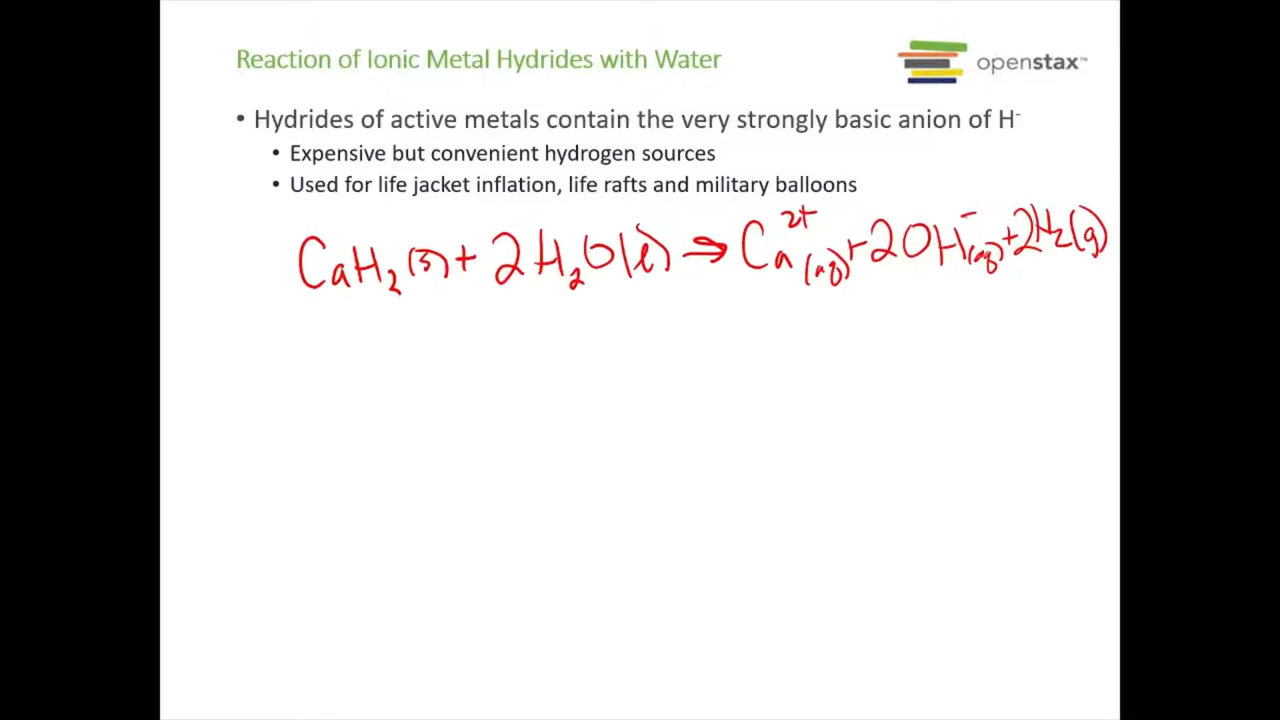 Reaction of Ionic Metal Hydrides with Water
openstax™
• Hydrides of active metals contain the very strongly basic anion of H⁻
• Expensive but convenient hydrogen sources
• Used for life jacket inflation, life rafts and military balloons
CaH₂(s) + 2H₂O(l) → Ca²⁺(aq) + 2OH⁻(aq) + 2H₂(g)